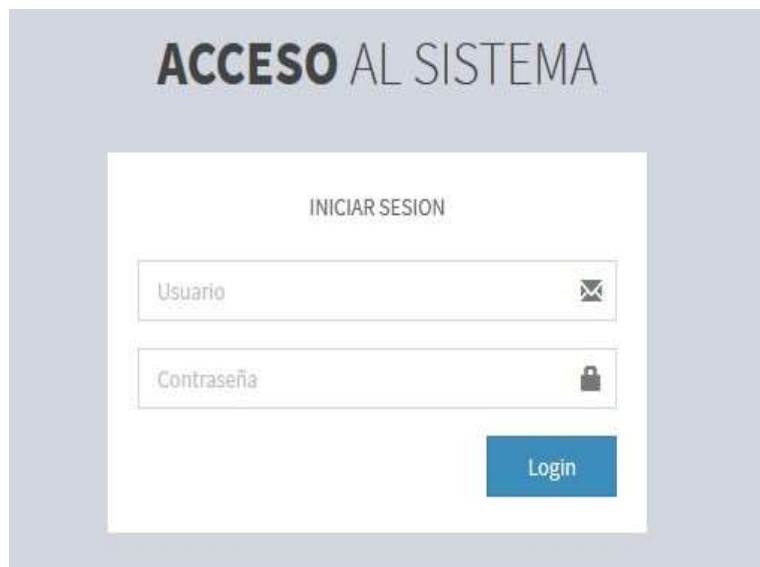 ACCESO AL SISTEMA
INICIAR SESION
Usuario
Contraseña
Login